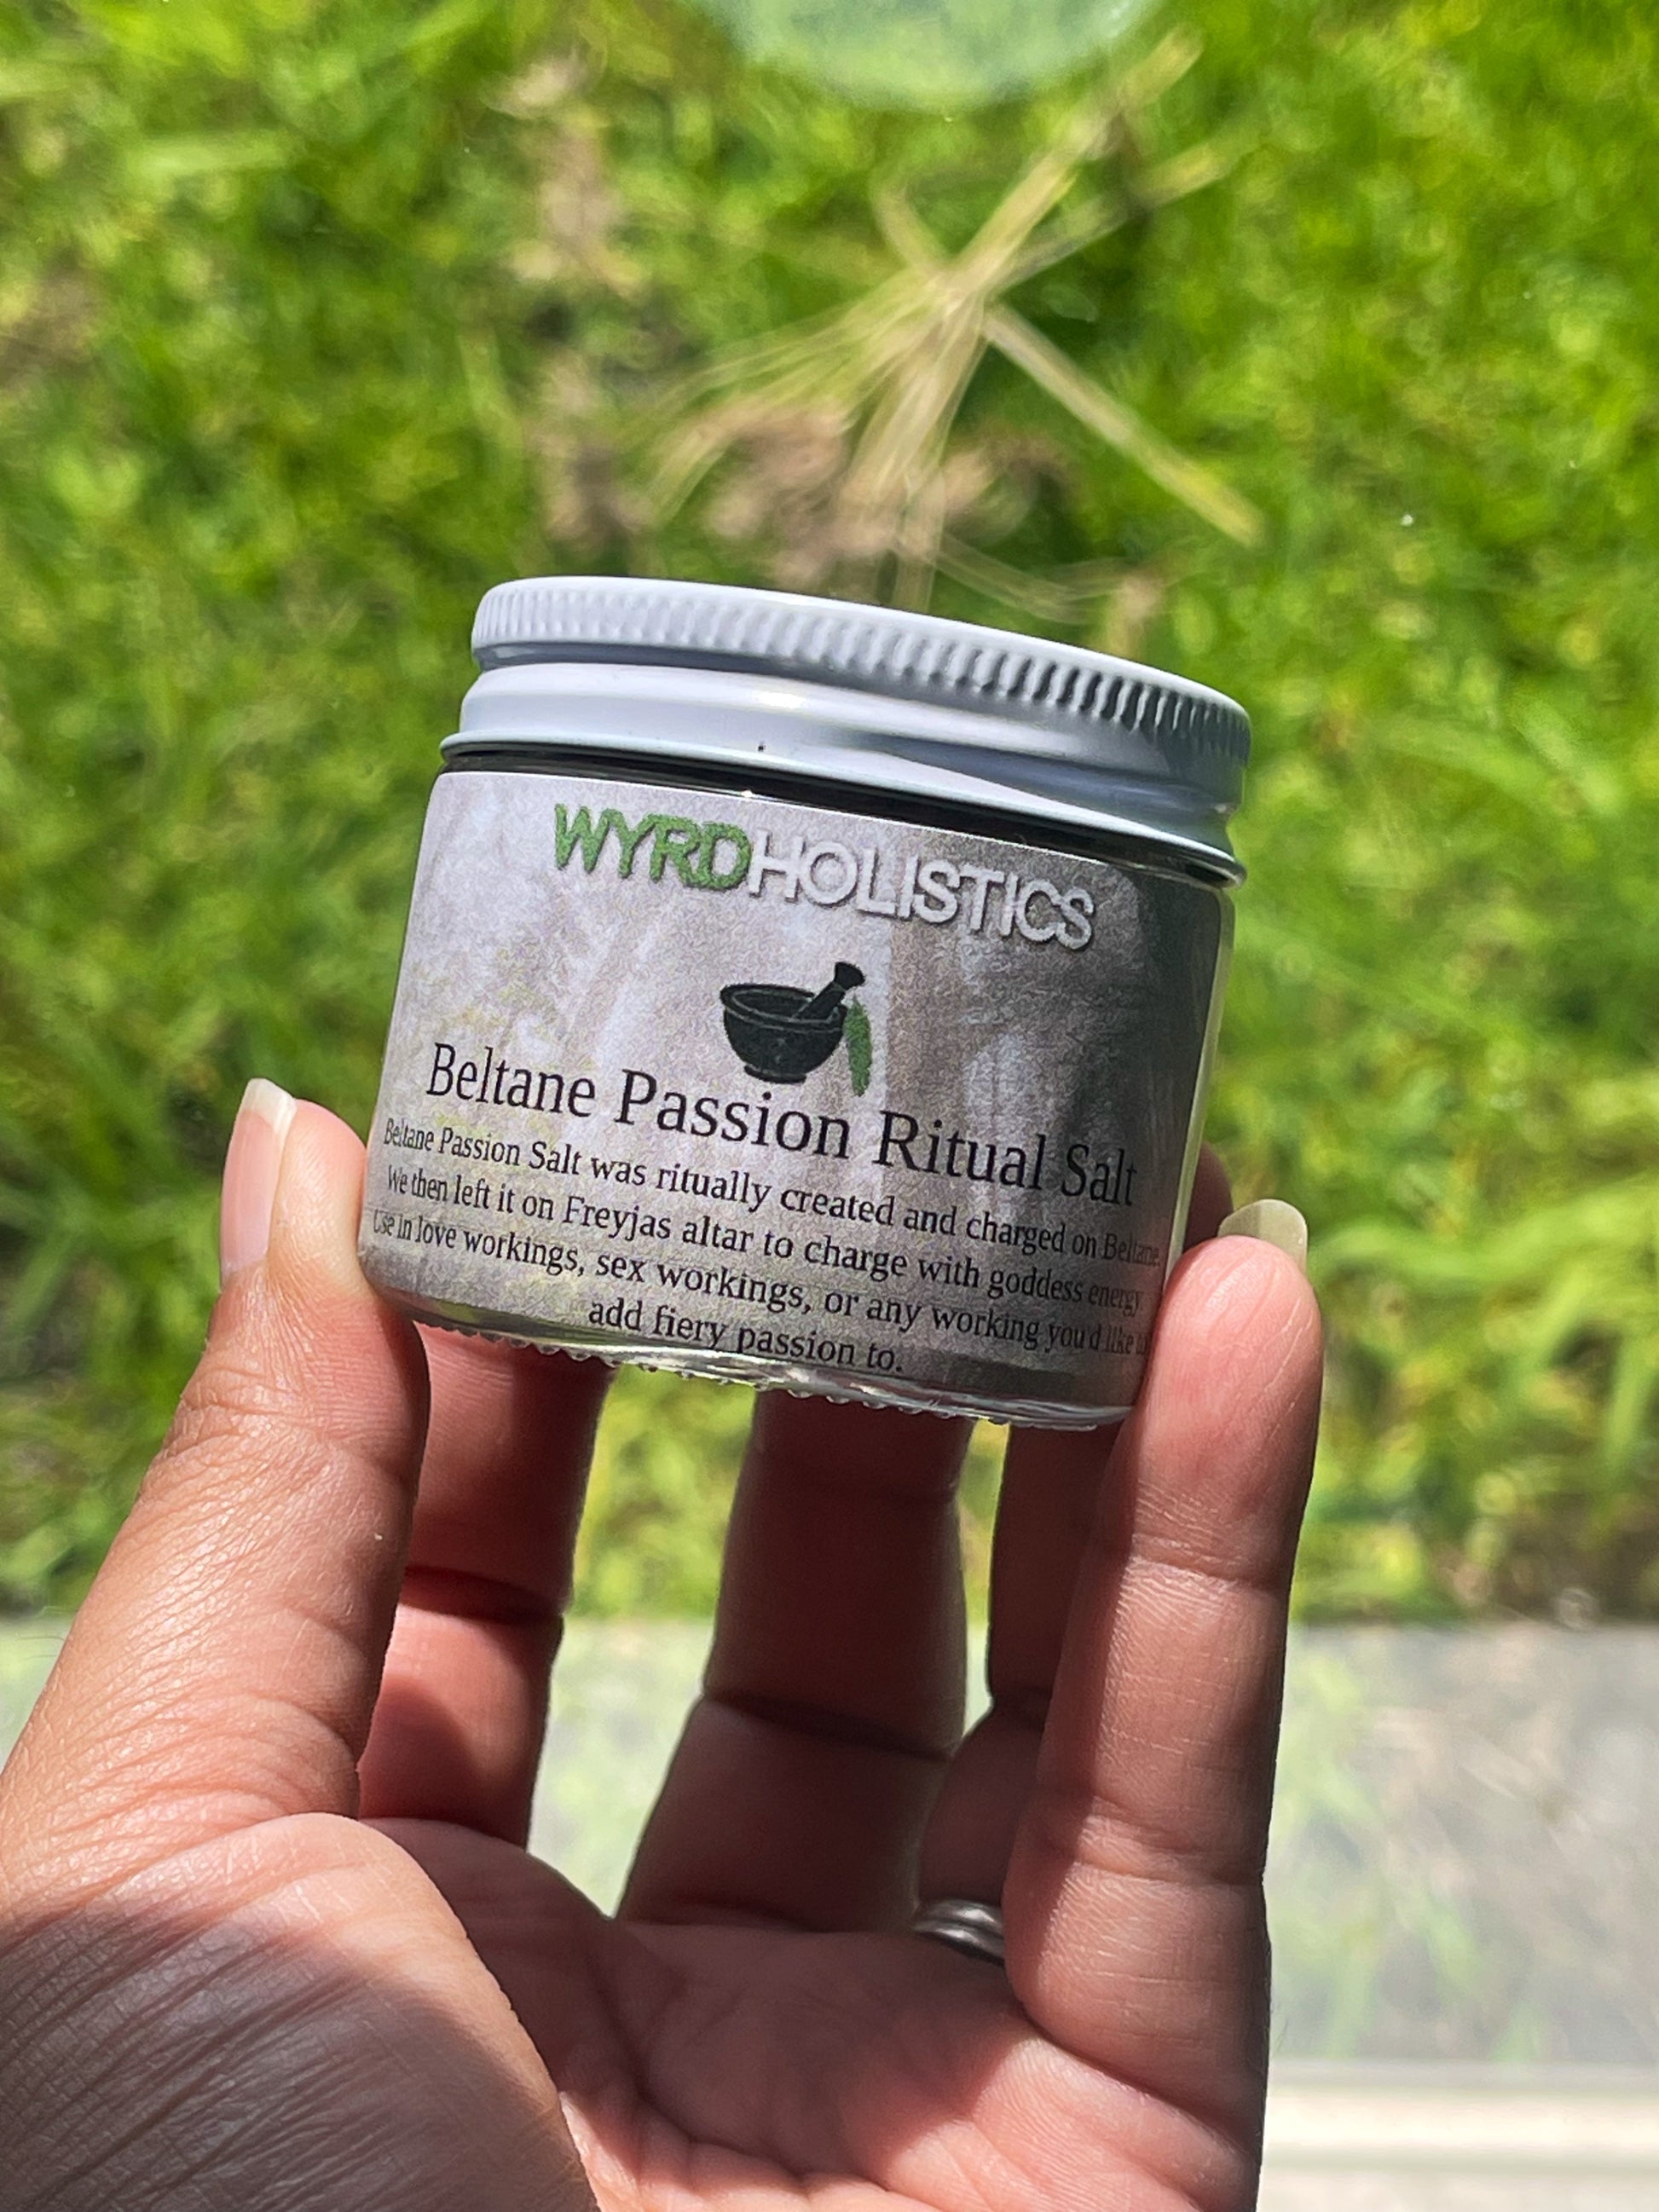 WYRDHOLISTICS
Beltane Passion Ritual Salt
Beltane Passion Salt was ritually created and charged on Beltane.
We then left it on Freyjas altar to charge with goddess energy.
Use in love workings, sex workings, or any working you'd like to
add fiery passion to.